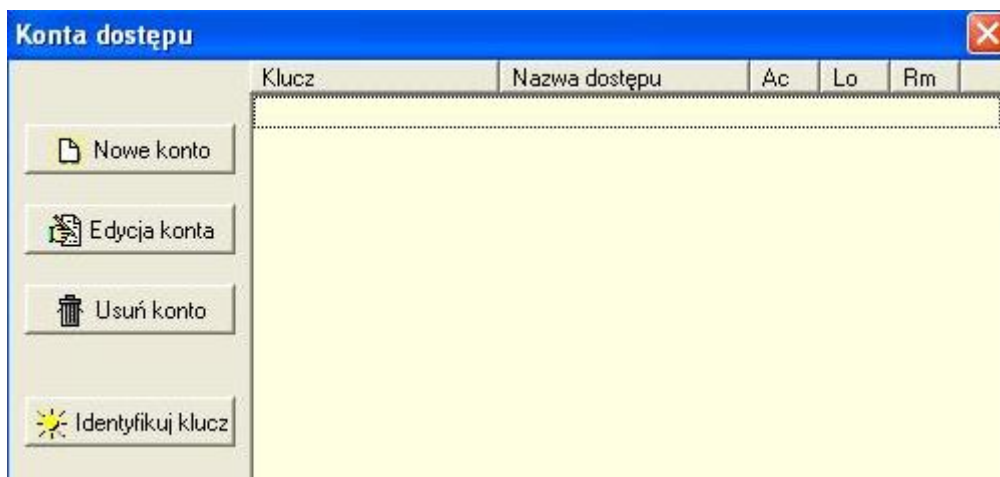 Konta dostępu
Klucz Nazwa dostępu Ac Lo Rm
Nowe konto
Edycja konta
Usuń konto
Identyfikuj klucz